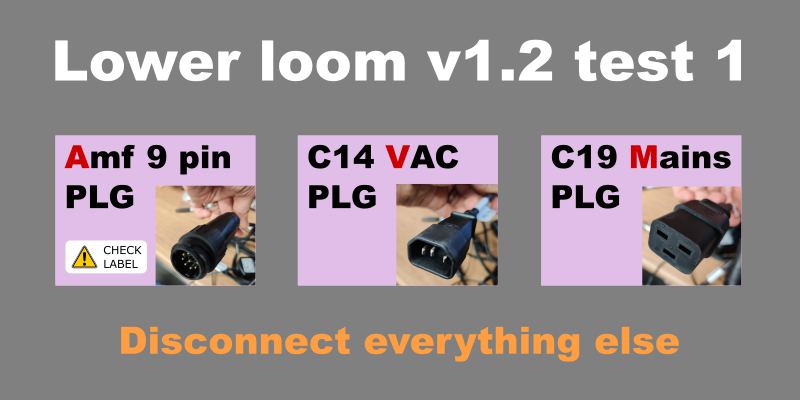 Lower loom v1.2 test 1
Amf 9 pin
PLG
CHECK
LABEL
C14 VAC
PLG
C19 Mains
PLG
Disconnect everything else